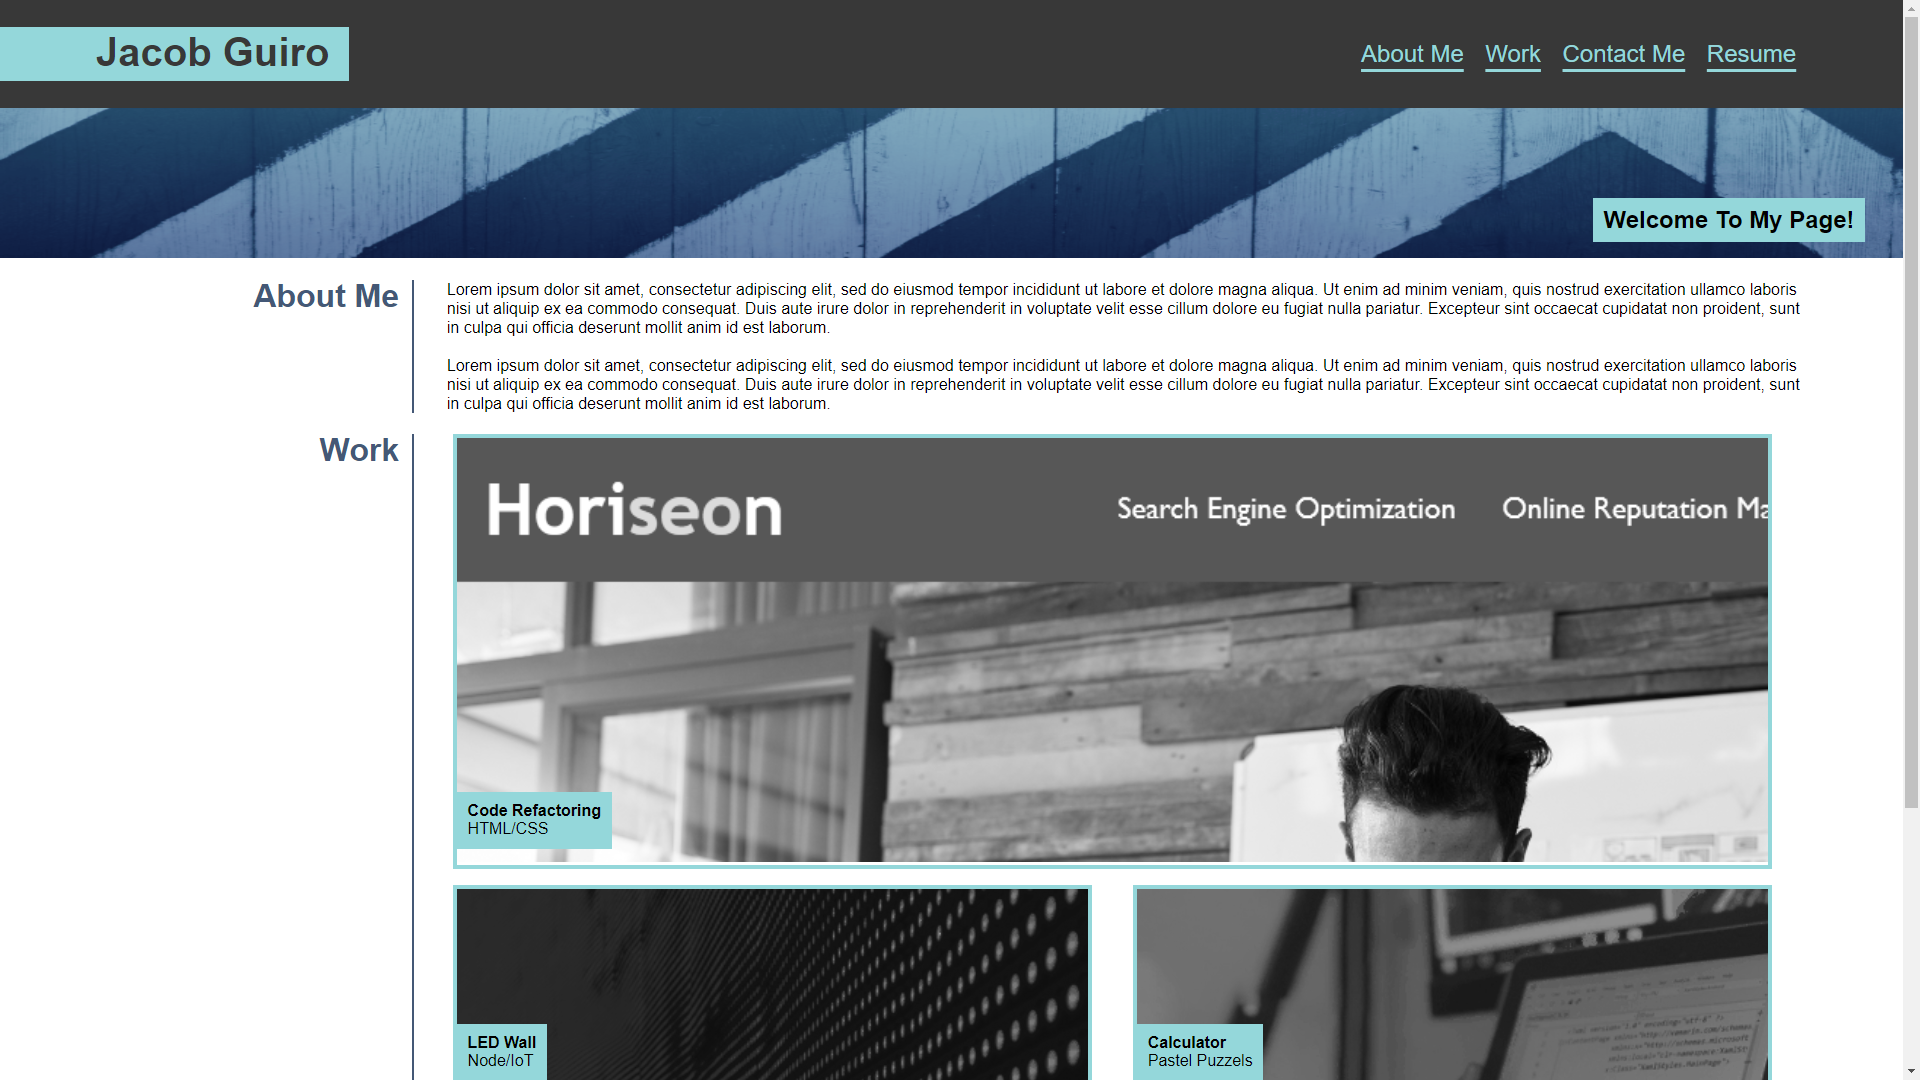 Jacob Guiro
About Me Work Contact Me Resume
Welcome To My Page!
About Me
Lorem ipsum dolor sit amet, consectetur adipiscing elit, sed do eiusmod tempor incididunt ut labore et dolore magna aliqua. Ut enim ad minim veniam, quis nostrud exercitation ullamco laboris
nisi ut aliquip ex ea commodo consequat. Duis aute irure dolor in reprehenderit in voluptate velit esse cillum dolore eu fugiat nulla pariatur. Excepteur sint occaecat cupidatat non proident, sunt
in culpa qui officia deserunt mollit anim id est laborum.
Lorem ipsum dolor sit amet, consectetur adipiscing elit, sed do eiusmod tempor incididunt ut labore et dolore magna aliqua. Ut enim ad minim veniam, quis nostrud exercitation ullamco laboris
nisi ut aliquip ex ea commodo consequat. Duis aute irure dolor in reprehenderit in voluptate velit esse cillum dolore eu fugiat nulla pariatur. Excepteur sint occaecat cupidatat non proident, sunt
in culpa qui officia deserunt mollit anim id est laborum.
Work
Horiseon
Search Engine Optimization Online Reputation Ma
Code Refactoring
HTML/CSS
LED Wall
Node/IoT
Calculator
Pastel Puzzels